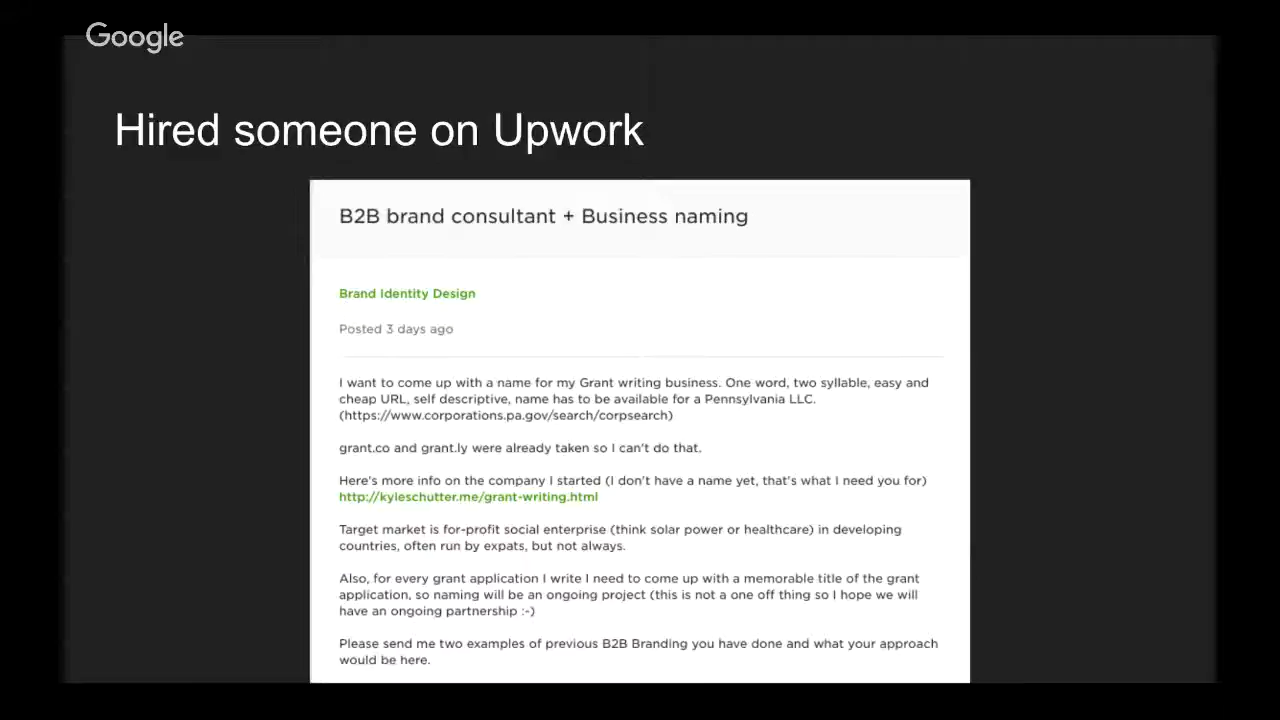 Google
Hired someone on Upwork
B2B brand consultant + Business naming
Brand Identity Design
Posted 3 days ago
I want to come up with a name for my Grant writing business. One word, two syllable, easy and
cheap URL, self descriptive, name has to be available for a Pennsylvania LLC.
(https://www.corporations.pa.gov/search/corpsearch)
grant.co and grant.ly were already taken so I can't do that.
Here's more info on the company I started (I don't have a name yet, that's what I need you for)
http://kyleschutter.me/grant-writing.html
Target market is for-profit social enterprise (think solar power or healthcare) in developing
countries, often run by expats, but not always.
Also, for every grant application I write I need to come up with a memorable title of the grant
application, so naming will be an ongoing project (this is not a one off thing so I hope we will
have an ongoing partnership :-)
Please send me two examples of previous B2B Branding you have done and what your approach
would be here.